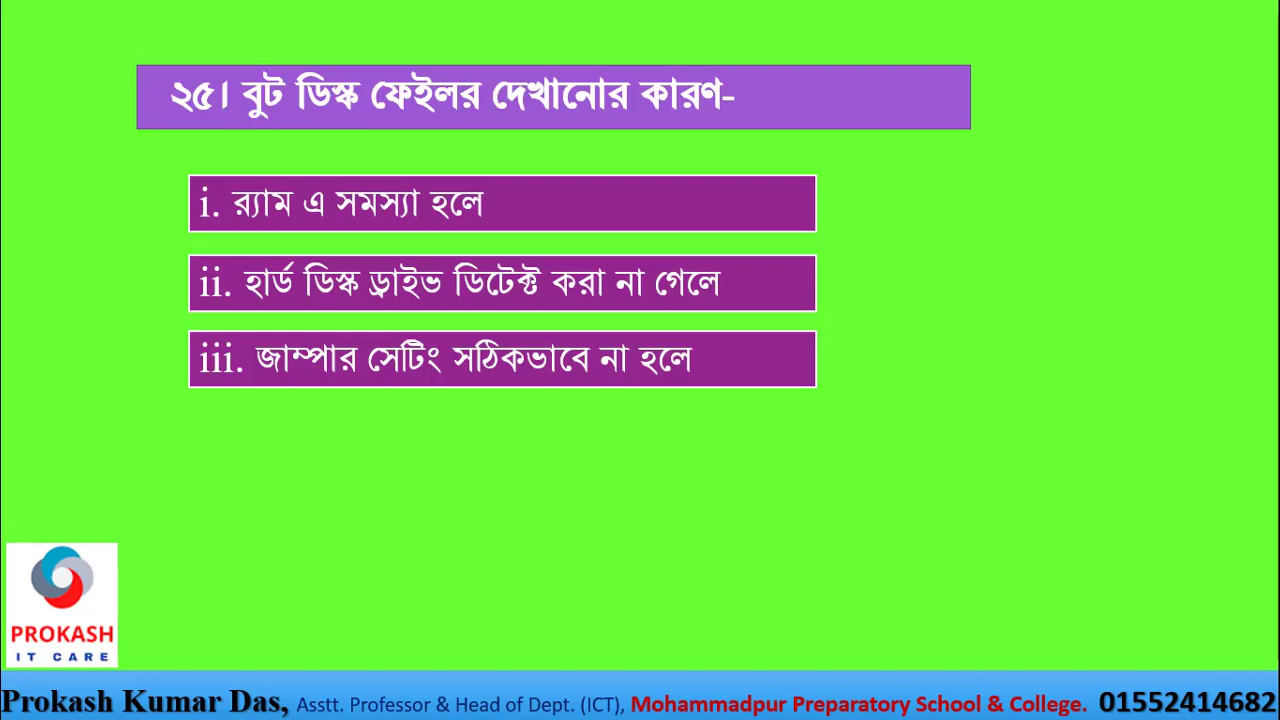 ২৫। বুট ডিস্ক ফেইলর দেখানোর কারণ-
i. র‍্যাম এ সমস্যা হলে
ii. হার্ড ডিস্ক ড্রাইভ ডিটেক্ট করা না গেলে
iii. জাম্পার সেটিং সঠিকভাবে না হলে
PROKASH
IT CARE
Prokash Kumar Das, Asstt. Professor & Head of Dept. (ICT), Mohammadpur Preparatory School & College. 01552414682